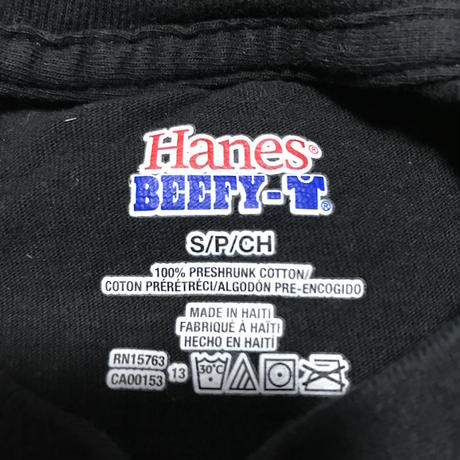 Hanes®
BEEFY-T®
S/P/CH
100% PRESHRUNK COTTON/
COTON PRÉRÉTRÉCI/ALGODÓN PRE-ENCOGIDO
MADE IN HAITI
FABRIQUÉ À HAÏTI
HECHO EN HAITÍ
RN15763
CA00153 13 30°C